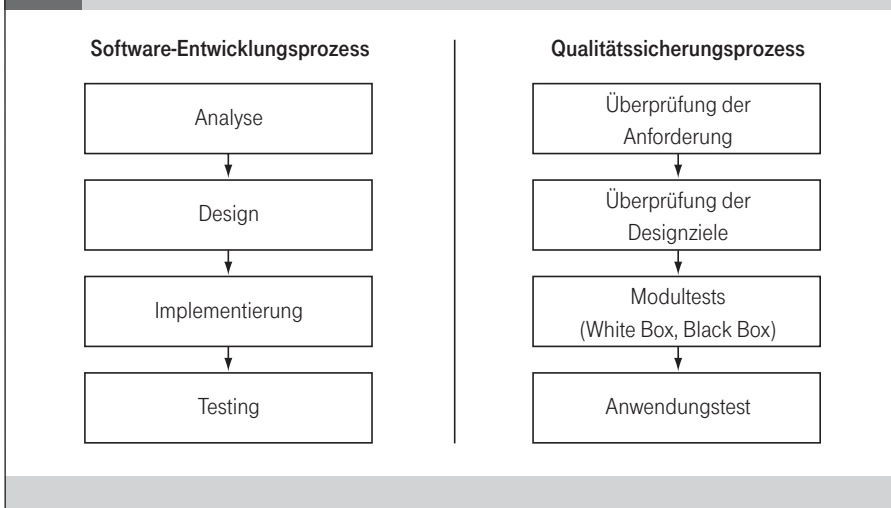 Software-Entwicklungsprozess
Analyse
Design
Implementierung
Testing
Qualitätssicherungsprozess
Überprüfung der
Anforderung
Überprüfung der
Designziele
Modultests
(White Box, Black Box)
Anwendungstest